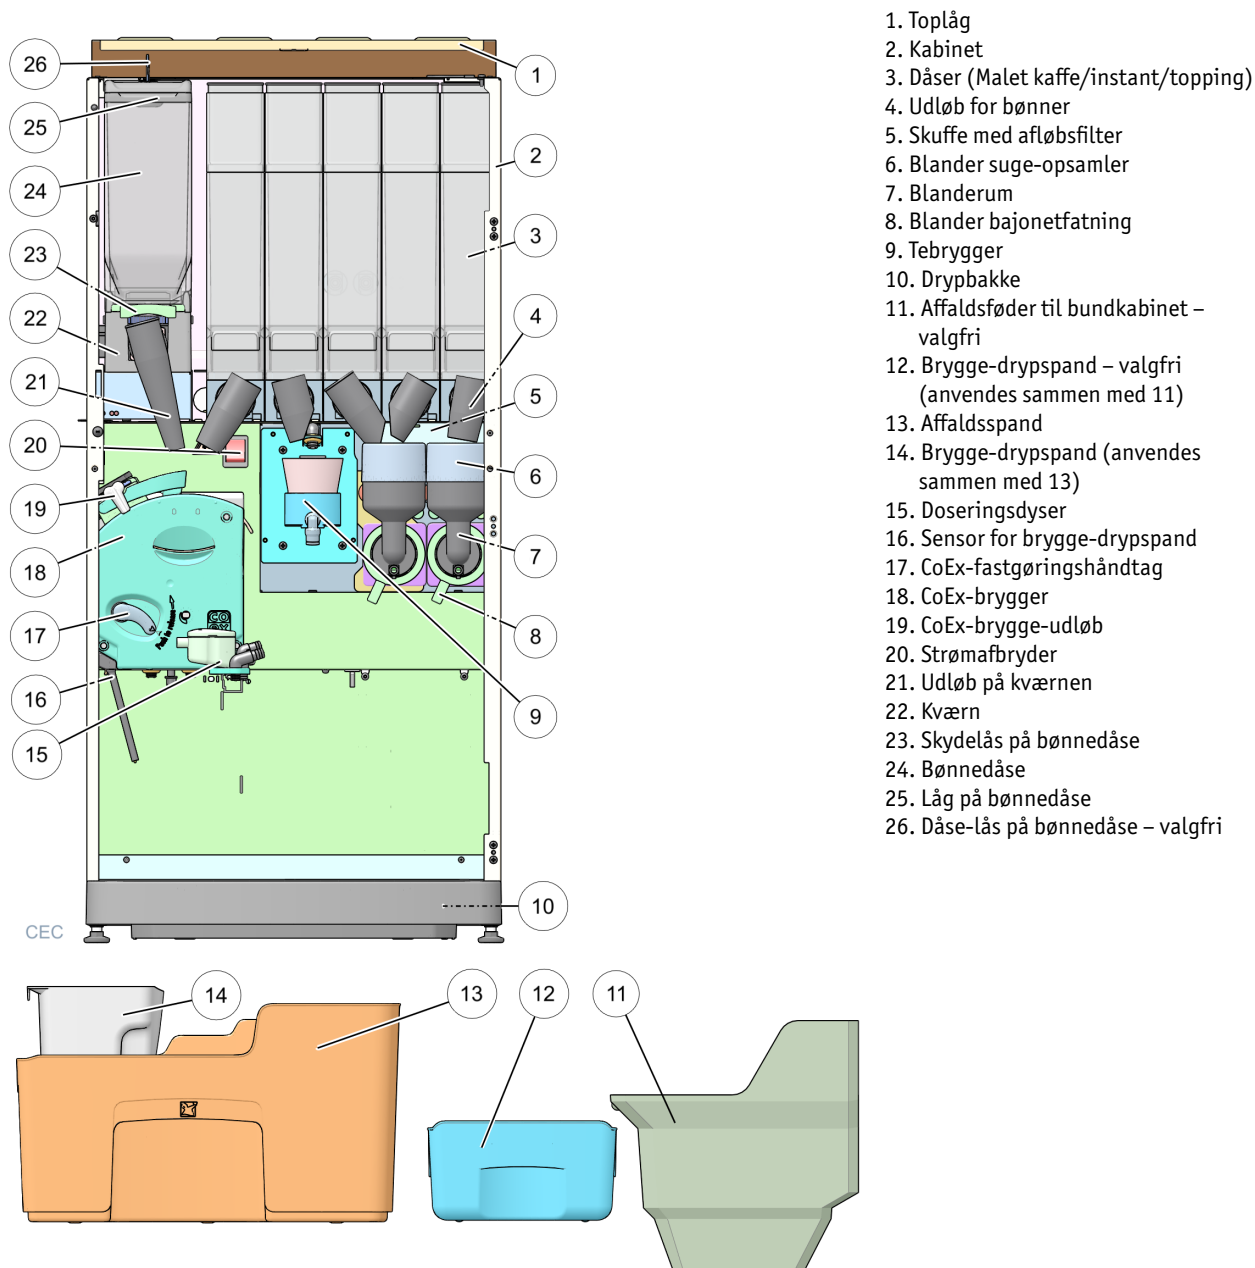 1. Toplåg
2. Kabinet
3. Dåser (Malet kaffe/instant/topping)
4. Udløb for bønner
5. Skuffe med afløbsfilter
6. Blander suge-opsamler
7. Blanderum
8. Blander bajonetfatning
9. Tebrygger
10. Drypbakke
11. Affaldsføder til bundkabinet –
valgfri
12. Brygge-drypspand – valgfri
(anvendes sammen med 11)
13. Affaldsspand
14. Brygge-drypspand (anvendes
sammen med 13)
15. Doseringsdyser
16. Sensor for brygge-drypspand
17. CoEx-fastgøringshåndtag
18. CoEx-brygger
19. CoEx-brygge-udløb
20. Strømafbryder
21. Udløb på kværnen
22. Kværn
23. Skydelås på bønnedåse
24. Bønnedåse
25. Låg på bønnedåse
26. Dåse-lås på bønnedåse – valgfri
26
1
25
2
24
3
23
22
4
21
5
20
6
19
7
18
17
8
16
9
15
Push to release
10
CEC
14
13
12
11